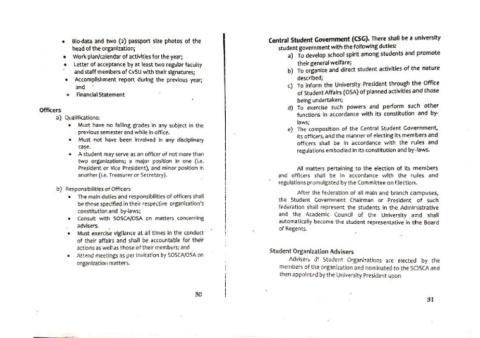 • Bio-data and two (2) passport size photos of the
head of the organization;
• Work plan/calendar of activities for the year;
• Letter of acceptance by at least two regular faculty
and staff members of CvSU with their signatures;
• Accomplishment report during the previous year;
and
• Financial Statement
Officers
a) Qualifications:
• Must have no failing grades in any subject in the
previous semester and while in office.
• Must not have been involved in any disciplinary
case.
• A student may serve as an officer of not more than
two organizations; a major position in one (i.e.
President or Vice President), and minor position in
another (i.e. Treasurer or Secretary).
b) Responsibilities of Officers
• The main duties and responsibilities of officers shall
be those specified in their respective organization's
constitution and by-laws;
• Consult with SOSCA/OSA on matters concerning
advisers.
• Must exercise vigilance at all times in the conduct
of their affairs and shall be accountable for their
actions as well as those of their members; and
• Attend meetings as per invitation by SOSCA/OSA on
organization matters.
30
Central Student Government (CSG). There shall be a university
student government with the following duties:
a) To develop school spirit among students and promote
their general welfare;
b) To organize and direct student activities of the nature
described;
c) To inform the University President through the Office
of Student Affairs (OSA) of planned activities and those
being undertaken;
d) To exercise such powers and perform such other
functions in accordance with its constitution and by-
laws;
e) The composition of the Central Student Government,
its officers, and the manner of electing its members and
officers shall be in accordance with the rules and
regulations embodied in its constitution and by-laws.
All matters pertaining to the election of its members
and officers shall be in accordance with the rules and
regulations promulgated by the Committee on Election.
After the federation of all main and branch campuses,
the Student Government Chairman or President of such
federation shall represent the students in the Administrative
and the Academic Council of the University and shall
automatically become the student representative in the Board
of Regents.
Student Organization Advisers
Advisers of Student Organizations are elected by the
members of the organization and nominated to the SOSCA and
then appointed by the University President upon
31